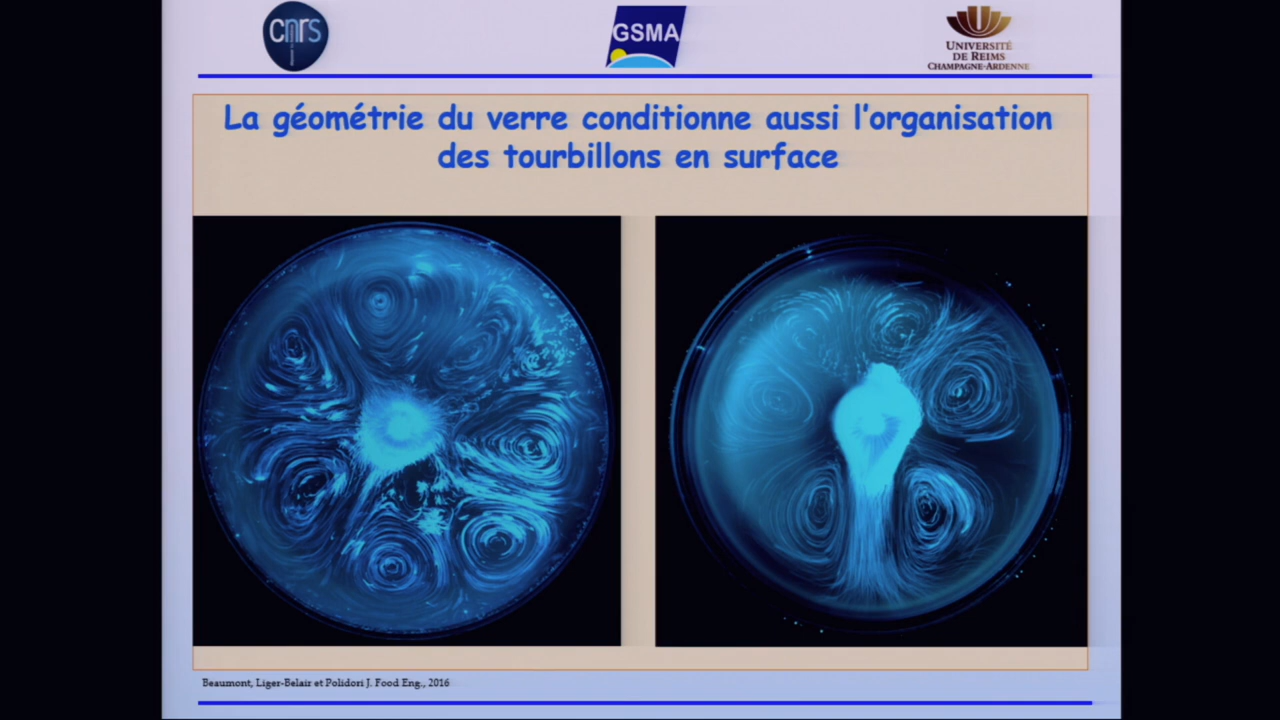 cnrs
GSMA
UNIVERSITÉ
DE REIMS
CHAMPAGNE-ARDENNE
La géométrie du verre conditionne aussi l'organisation
des tourbillons en surface
Beaumont, Liger-Belair et Polidori J. Food Eng., 2016